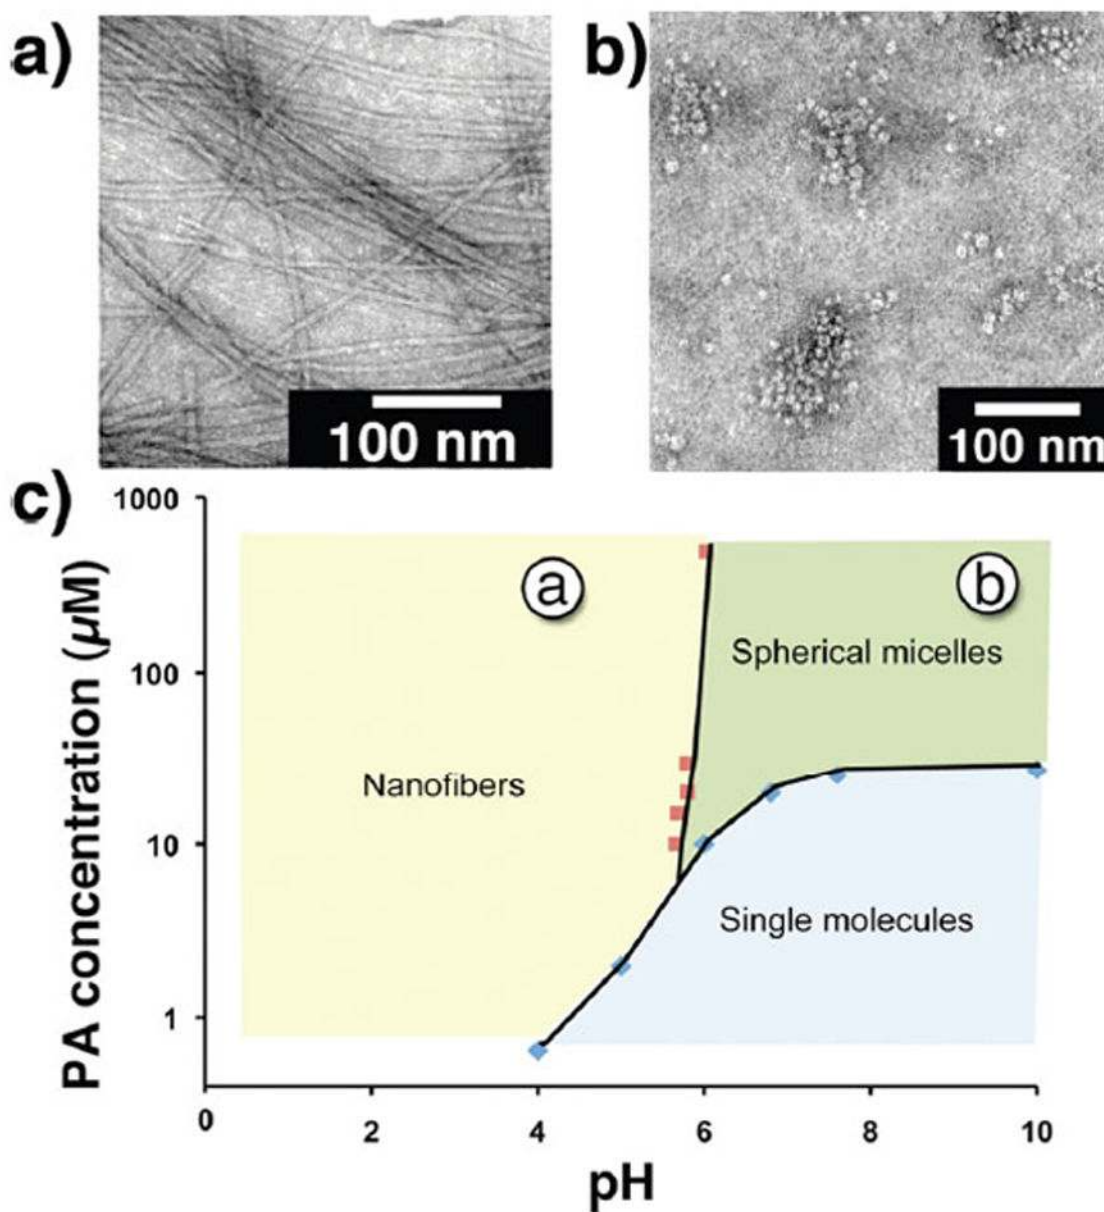 a)
b)
100 nm
100 nm
c)
PA concentration (µM)
1000
100
10
1
a
b
Spherical micelles
Nanofibers
Single molecules
0
2
4
6
8
10
pH